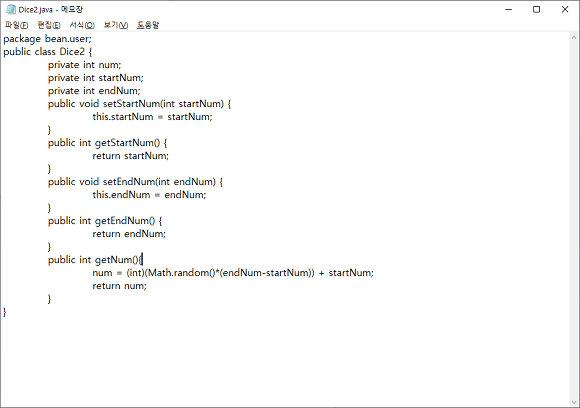 Dice2.java - 메모장
파일(F) 편집(E) 서식(O) 보기(V) 도움말
package bean.user;
public class Dice2 {
private int num;
private int startNum;
private int endNum;
public void setStartNum(int startNum) {
this.startNum = startNum;
}
public int getStartNum() {
return startNum;
}
public void setEndNum(int endNum) {
this.endNum = endNum;
}
public int getEndNum() {
return endNum;
}
public int getNum(){
num = (int)(Math.random()*(endNum-startNum)) + startNum;
return num;
}
}